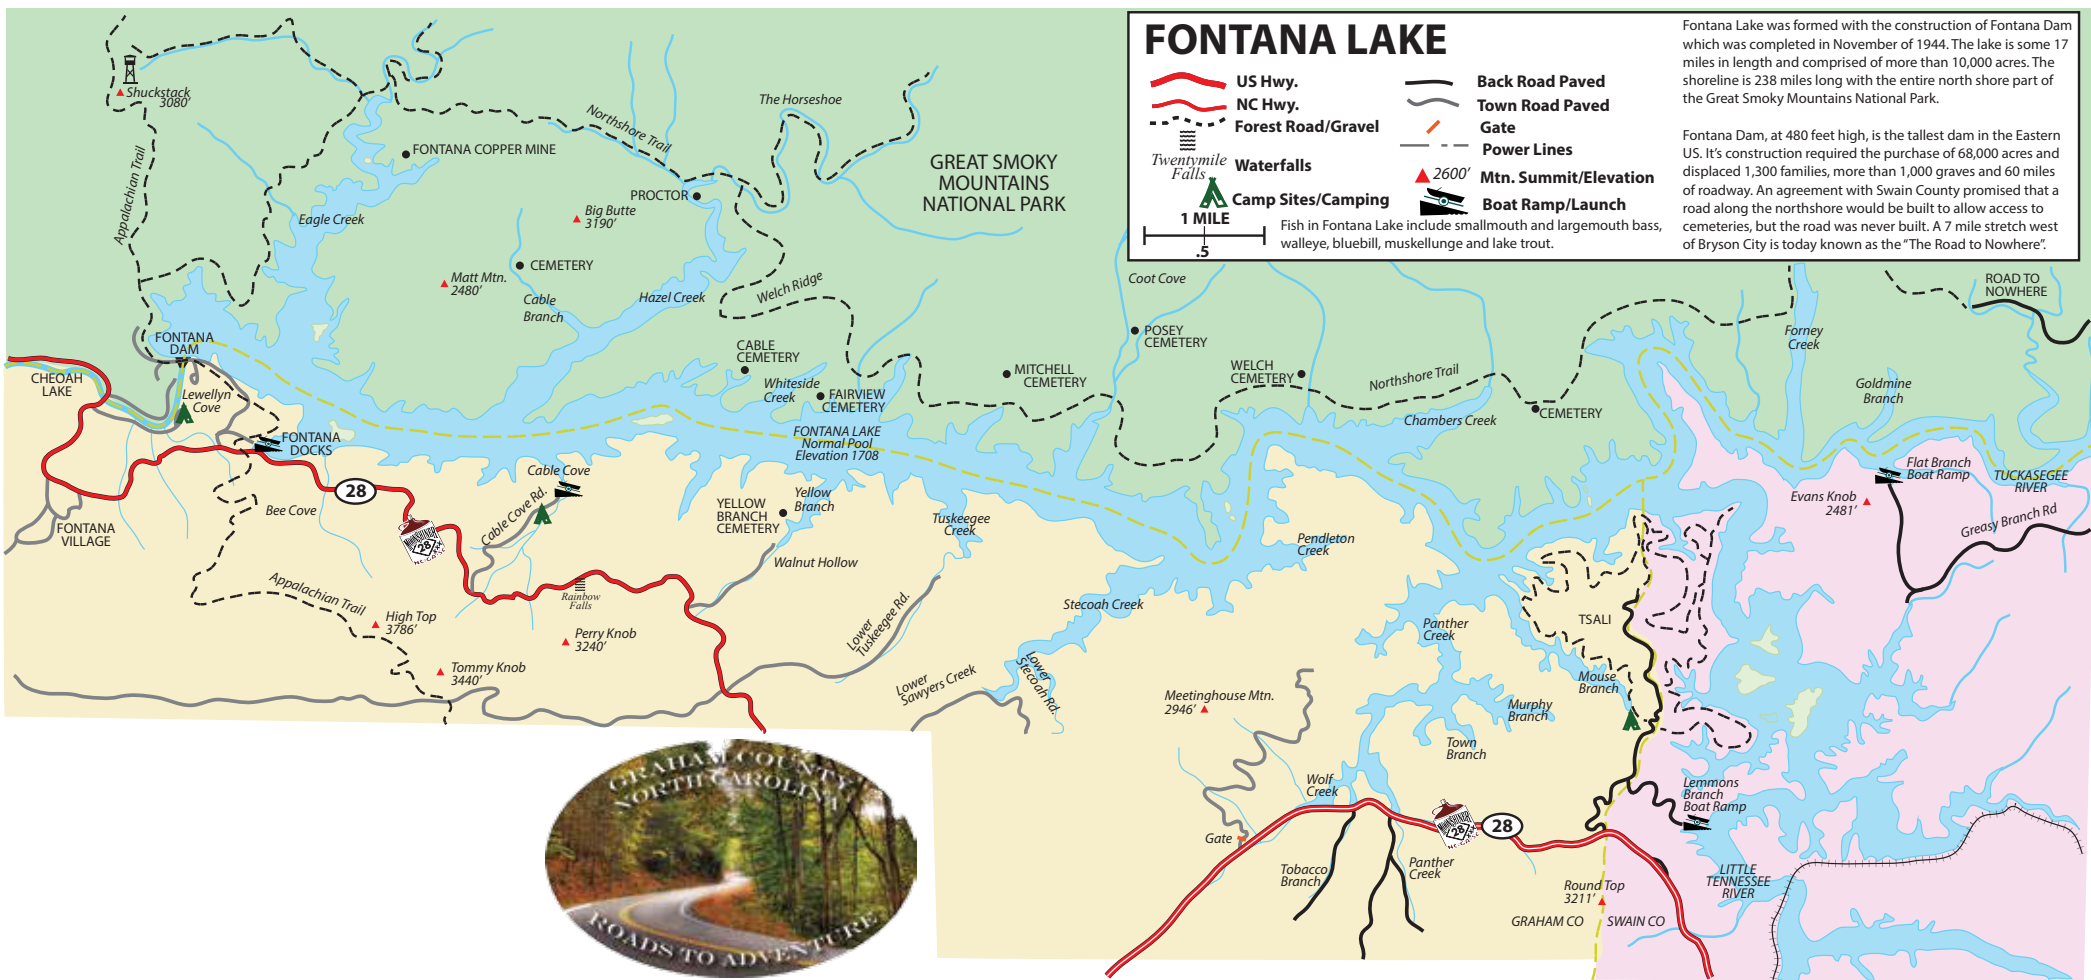 FONTANA LAKE
US Hwy.
NC Hwy.
Forest Road/Gravel
Twentymile
Falls
Waterfalls
Camp Sites/Camping
1 MILE
.5
Back Road Paved
Town Road Paved
Gate
Power Lines
2600'
Mtn. Summit/Elevation
Boat Ramp/Launch
Fish in Fontana Lake include smallmouth and largemouth bass,
walleye, bluebill, muskellunge and lake trout.
Fontana Lake was formed with the construction of Fontana Dam
which was completed in November of 1944. The lake is some 17
miles in length and comprised of more than 10,000 acres. The
shoreline is 238 miles long with the entire north shore part of
the Great Smoky Mountains National Park.
Fontana Dam, at 480 feet high, is the tallest dam in the Eastern
US. It's construction required the purchase of 68,000 acres and
displaced 1,300 families, more than 1,000 graves and 60 miles
of roadway. An agreement with Swain County promised that a
road along the northshore would be built to allow access to
cemeteries, but the road was never built. A 7 mile stretch west
of Bryson City is today known as the "The Road to Nowhere".
Shuckstack
3080'
Appalachian Trail
FONTANA COPPER MINE
Northshore Trail
The Horseshoe
GREAT SMOKY
MOUNTAINS
NATIONAL PARK
PROCTOR
Eagle Creek
Big Butte
3190'
CEMETERY
Matt Mtn.
2480'
Cable
Branch
Hazel Creek
Welch Ridge
Coot Cove
ROAD TO
NOWHERE
POSEY
CEMETERY
Forney
Creek
FONTANA
DAM
CABLE
CEMETERY
Whiteside
Creek
FAIRVIEW
CEMETERY
MITCHELL
CEMETERY
WELCH
CEMETERY
Northshore Trail
CEMETERY
Chambers Creek
Goldmine
Branch
CHEOAH
LAKE
Lewellyn
Cove
FONTANA
DOCKS
FONTANA LAKE
Normal Pool
Elevation 1708
Cable Cove
Cable Cove Rd.
28
MOONSHINER
28
Bee Cove
FONTANA
VILLAGE
YELLOW
BRANCH
CEMETERY
Yellow
Branch
Tuskeegee
Creek
Walnut Hollow
Pendleton
Creek
Flat Branch
Boat Ramp
TUCKASEGEE
RIVER
Evans Knob
2481'
Greasy Branch Rd
Appalachian Trail
High Top
3786'
Rainbow
Falls
Perry Knob
3240'
Tommy Knob
3440'
Lower
Tuskeegee Rd.
Stecoah Creek
Lower
Sawyers Creek
Lower
Stecoah Rd.
Panther
Creek
TSALI
Mouse
Branch
Meetinghouse Mtn.
2946'
Murphy
Branch
Town
Branch
Wolf
Creek
Lemmons
Branch
Boat Ramp
Gate
MOONSHINER
28
28
Tobacco
Branch
Panther
Creek
LITTLE
TENNESSEE
RIVER
Round Top
3211'
GRAHAM CO
SWAIN CO
GRAHAM COUNTY,
NORTH CAROLINA
ROADS TO ADVENTURE